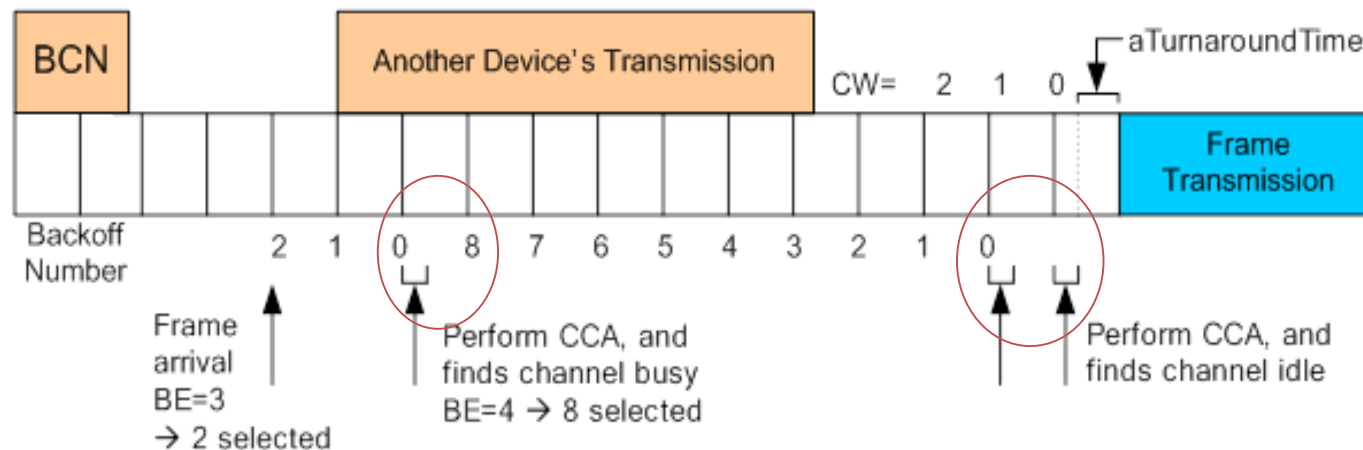 BCN
Another Device's Transmission
CW= 2 1 0
aTurnaroundTime
Frame
Transmission
Backoff
Number
2 1 0 8 7 6 5 4 3 2 1 0
Frame
arrival
BE=3
→ 2 selected
Perform CCA, and
finds channel busy
BE=4 → 8 selected
Perform CCA, and
finds channel idle